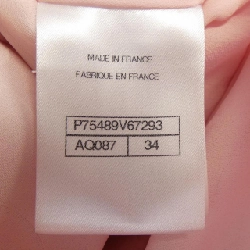 MADE IN FRANCE
FABRIQUE EN FRANCE
P75489V67293
AQ087 34